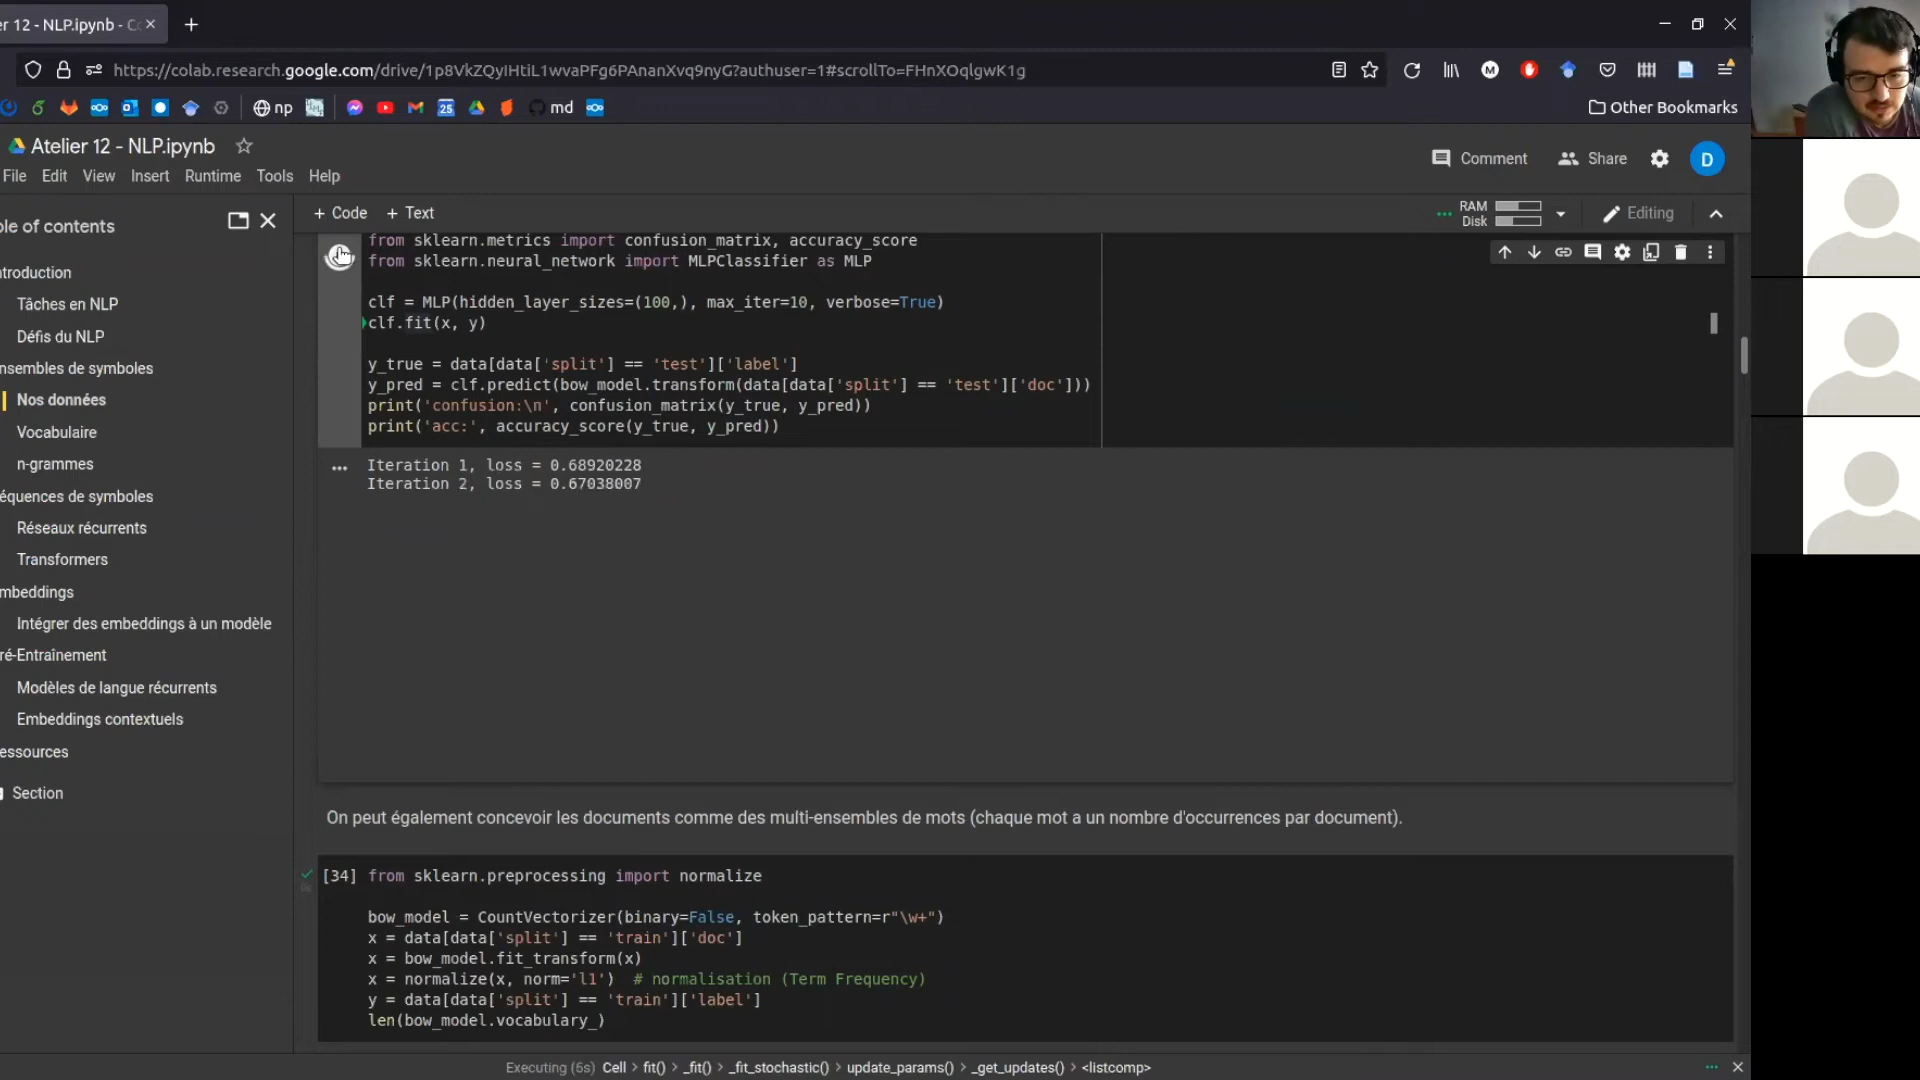 er 12 - NLP.ipynb - Co
https://colab.research.google.com/drive/1p8VkZQyIHtiL1wvaPFg6PAnanXvq9nyG?authuser=1#scrollTo=FHnXOqlgwK1g
np
25
md
Other Bookmarks
Atelier 12 - NLP.ipynb
Comment
Share
D
File Edit View Insert Runtime Tools Help
ble of contents
+ Code + Text
RAM
Disk
Editing
ntroduction
Tâches en NLP
Défis du NLP
nsembles de symboles
Nos données
Vocabulaire
n-grammes
équences de symboles
Réseaux récurrents
Transformers
mbeddings
Intégrer des embeddings à un modèle
ré-Entraînement
Modèles de langue récurrents
Embeddings contextuels
essources
Section
from sklearn.metrics import confusion_matrix, accuracy_score
from sklearn.neural_network import MLPClassifier as MLP
clf = MLP(hidden_layer_sizes=(100,), max_iter=10, verbose=True)
clf.fit(x, y)
y_true = data[data['split'] == 'test']['label']
y_pred = clf.predict(bow_model.transform(data[data['split'] == 'test']['doc']))
print('confusion:\n', confusion_matrix(y_true, y_pred))
print('acc:', accuracy_score(y_true, y_pred))
Iteration 1, loss = 0.68920228
Iteration 2, loss = 0.67038007
On peut également concevoir les documents comme des multi-ensembles de mots (chaque mot a un nombre d'occurrences par document).
[34] from sklearn.preprocessing import normalize
bow_model = CountVectorizer(binary=False, token_pattern=r"\w+")
x = data[data['split'] == 'train']['doc']
x = bow_model.fit_transform(x)
x = normalize(x, norm='l1') # normalisation (Term Frequency)
y = data[data['split'] == 'train']['label']
len(bow_model.vocabulary_)
Executing (6s) Cell > fit() > _fit() > _fit_stochastic() > update_params() > _get_updates() > <listcomp>